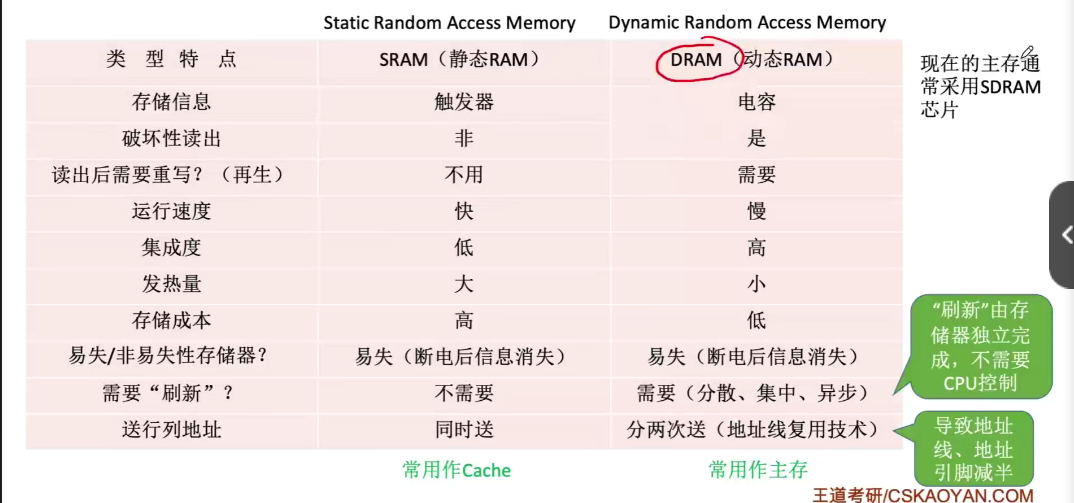 Static Random Access Memory Dynamic Random Access Memory
类 型 特 点 SRAM（静态RAM） DRAM（动态RAM）
存储信息 触发器 电容
破坏性读出 非 是
读出后需要重写？（再生） 不用 需要
运行速度 快 慢
集成度 低 高
发热量 大 小
存储成本 高 低
易失/非易失性存储器？ 易失（断电后信息消失） 易失（断电后信息消失）
需要“刷新”？ 不需要 需要（分散、集中、异步）
送行列地址 同时送 分两次送（地址线复用技术）
常用作Cache 常用作主存
现在的主存通
常采用SDRAM
芯片
“刷新”由存
储器独立完
成，不需要
CPU控制
导致地址
线、地址
引脚减半
王道考研/CSKAOYAN.COM